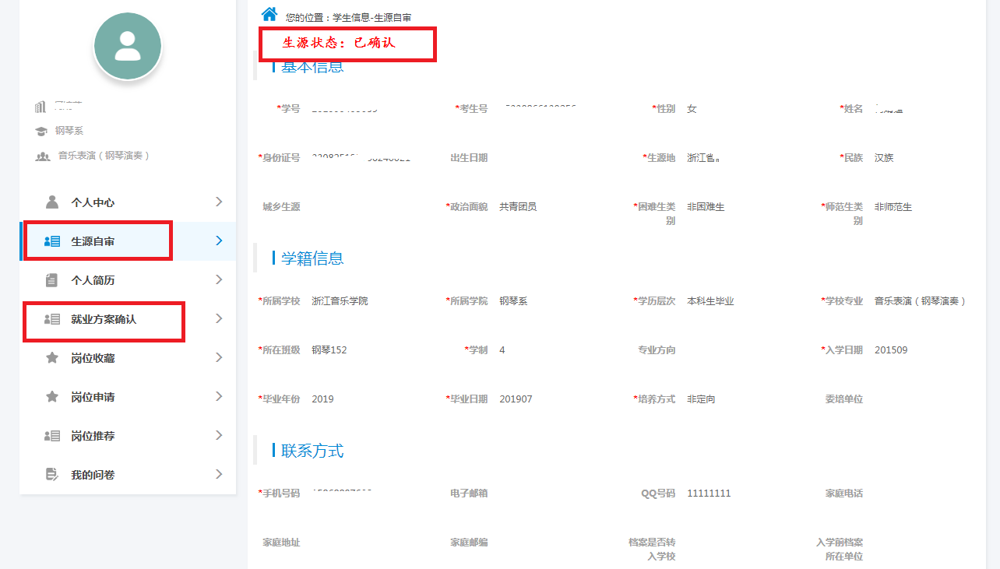 钢琴系
音乐表演（钢琴演奏）
个人中心
生源自审
个人简历
就业方案确认
岗位收藏
岗位申请
岗位推荐
我的问卷
您的位置：学生信息-生源自审
生源状态：已确认
基本信息
*学号 *考生号 *性别 女 *姓名
*身份证号 出生日期 *生源地 浙江省 *民族 汉族
城乡生源 *政治面貌 共青团员 *困难生类 非困难生 *师范生类 非师范生
别 别
学籍信息
*所属学校 浙江音乐学院 *所属学院 钢琴系 *学历层次 本科生毕业 *学校专业 音乐表演（钢琴演奏）
*所在班级 钢琴152 *学制 4 专业方向 *入学日期 201509
*毕业年份 2019 *毕业日期 201907 *培养方式 非定向 委培单位
联系方式
*手机号码 电子邮箱 QQ号码 11111111 家庭电话
家庭地址 家庭邮编 档案是否转 入学前档案
入学校 所在单位